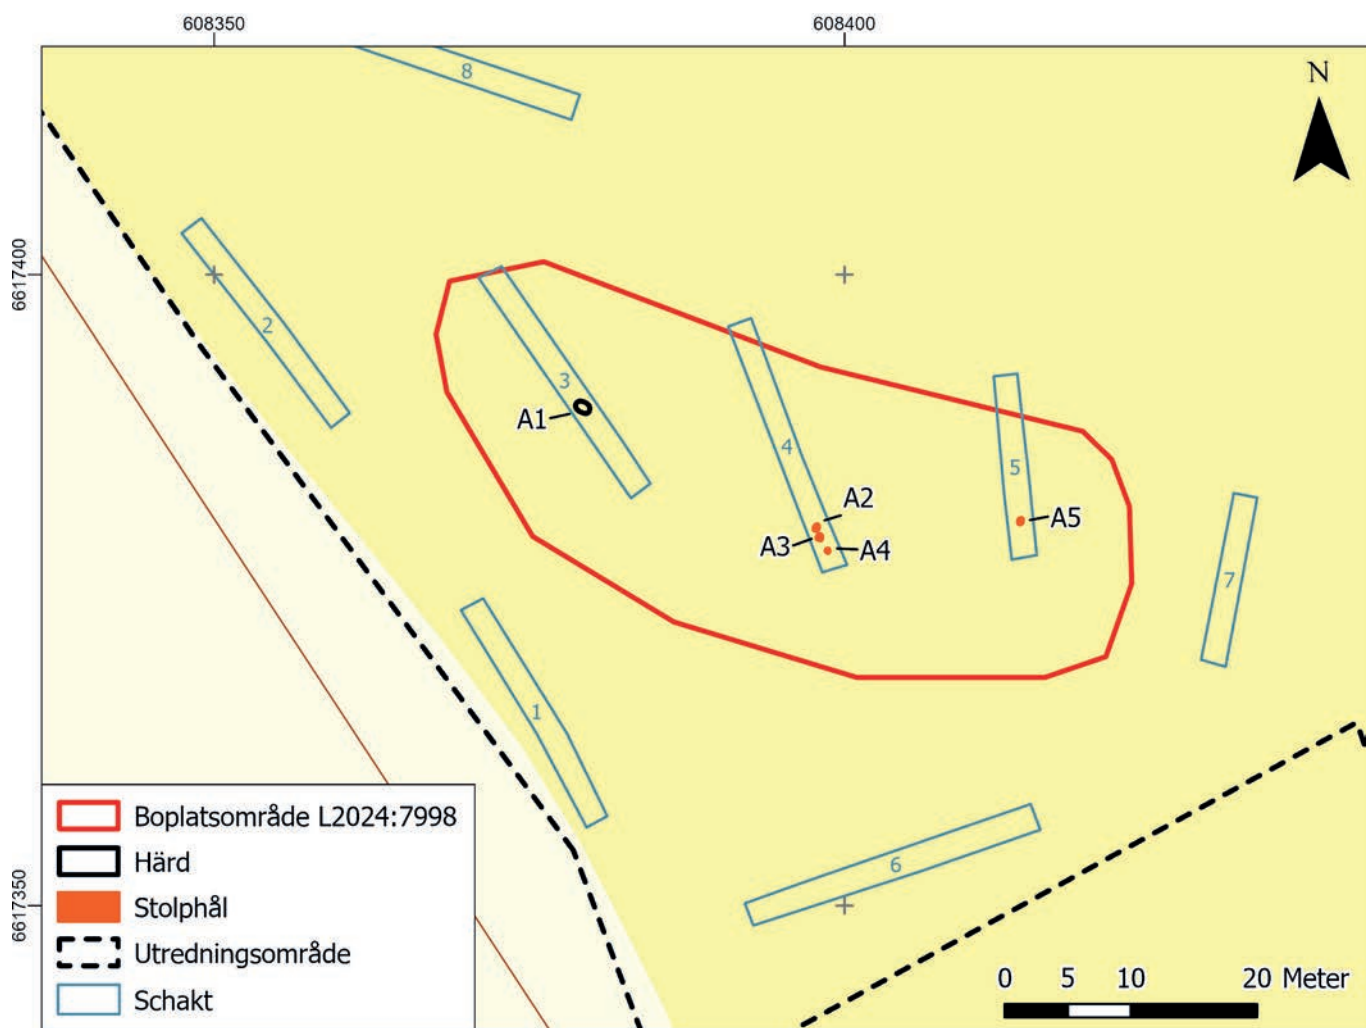 608350
608400
8
N
6617400
2
3
A1
4
A2
A3
A4
5
A5
7
1
6
6617350
Boplatsområde L2024:7998
Härd
Stolphål
Utredningsområde
Schakt
0 5 10 20 Meter